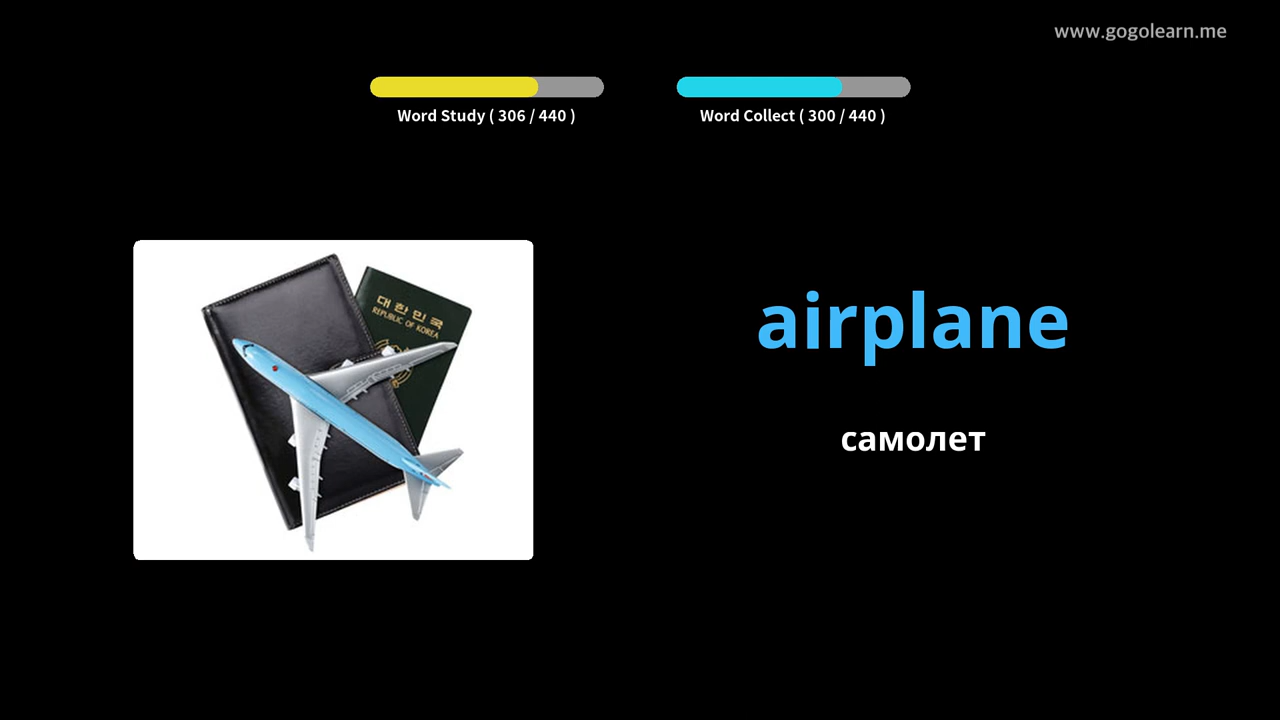 www.gogolearn.me
Word Study ( 306 / 440 )
Word Collect ( 300 / 440 )
대한민국
REPUBLIC OF KOREA
airplane
самолет